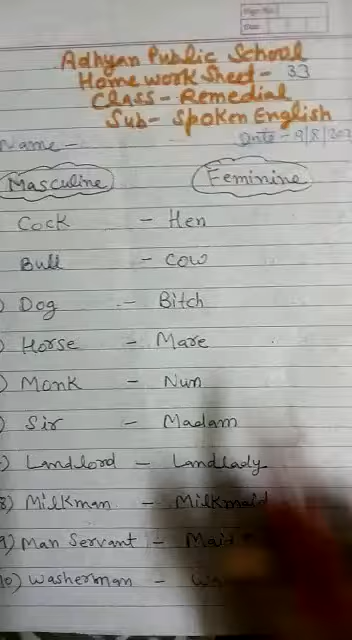 Adhyan Public School
Home work Sheet - 33
Class - Remedial
Sub - Spoken English
Name - Date - 9/8/202
Masculine Feminine
Cock - Hen
Bull - Cow
) Dog - Bitch
) Horse - Mare
) Monk - Nun
) Sir - Madam
) Landlord - Landlady
8) Milkman - Milkmaid
9) Man Servant - Maid
10) Washerman -